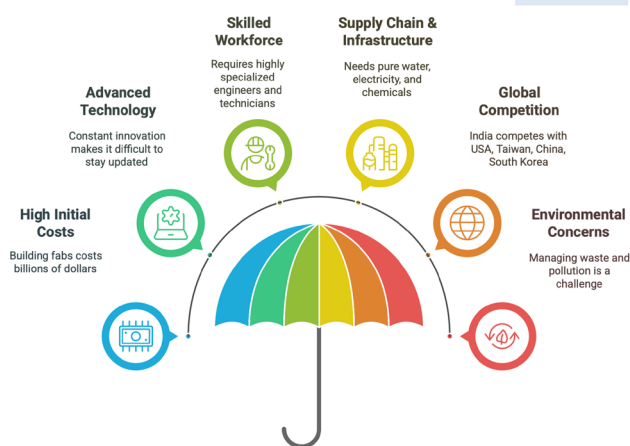 High Initial
Costs
Building fabs costs
billions of dollars
Advanced
Technology
Constant innovation
makes it difficult to
stay updated
Skilled
Workforce
Requires highly
specialized
engineers and
technicians
Supply Chain &
Infrastructure
Needs pure water,
electricity, and
chemicals
Global
Competition
India competes with
USA, Taiwan, China,
South Korea
Environmental
Concerns
Managing waste and
pollution is a
challenge